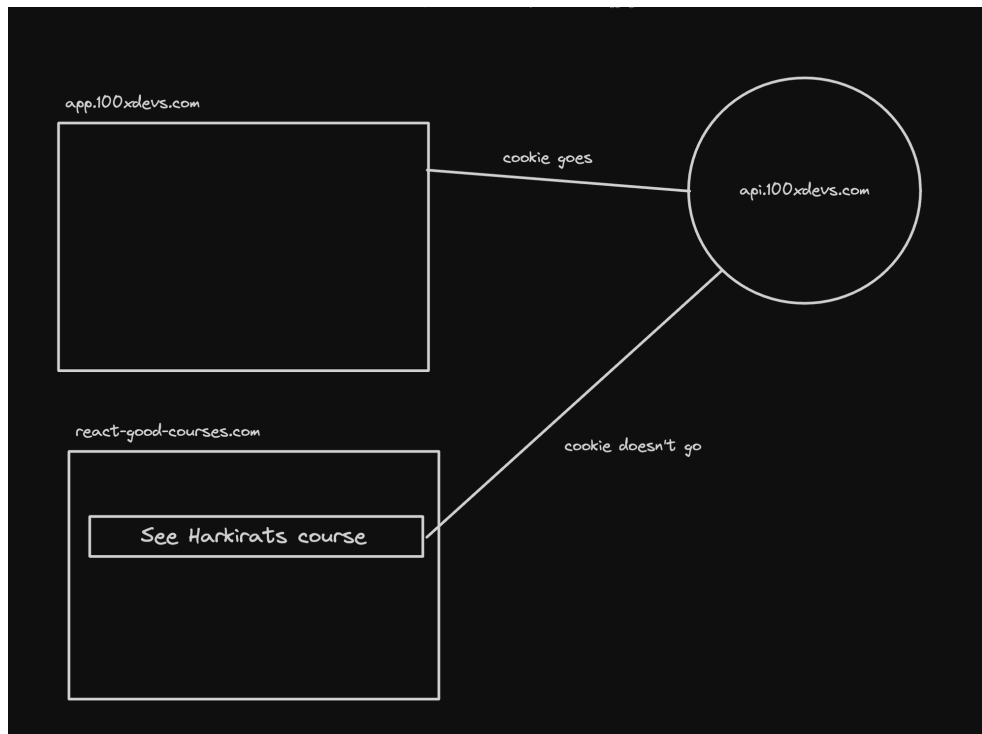 app.100xdevs.com
cookie goes
api.100xdevs.com
react-good-courses.com
cookie doesn't go
See Harkirats course